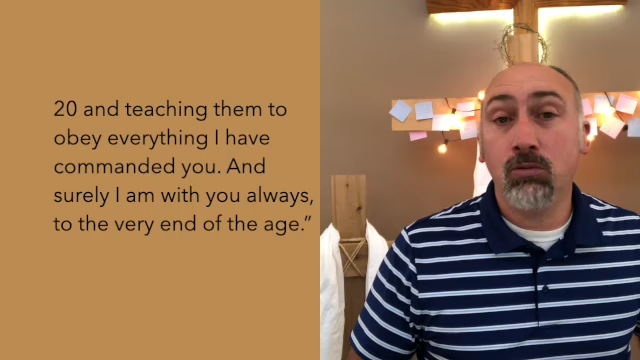 20 and teaching them to
obey everything I have
commanded you. And
surely I am with you always,
to the very end of the age.”